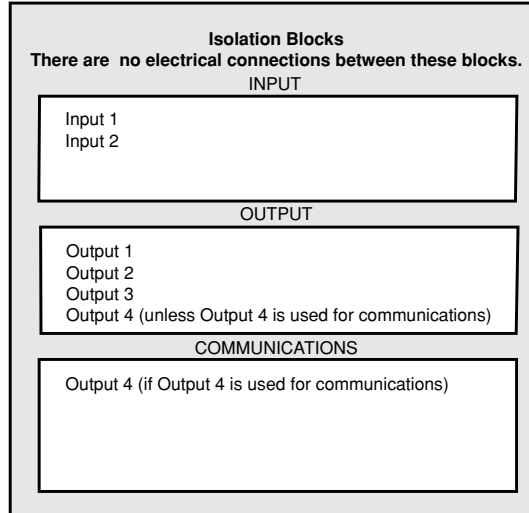 Isolation Blocks
There are no electrical connections between these blocks.
INPUT
Input 1
Input 2
OUTPUT
Output 1
Output 2
Output 3
Output 4 (unless Output 4 is used for communications)
COMMUNICATIONS
Output 4 (if Output 4 is used for communications)